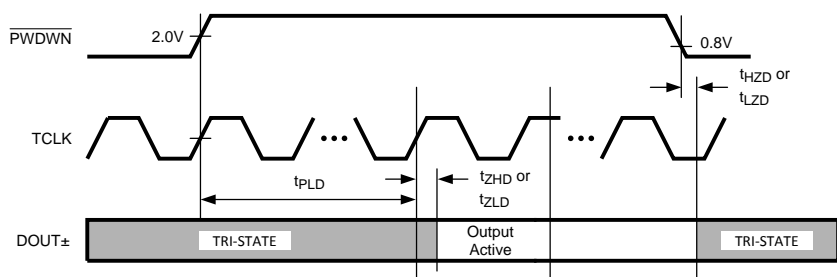 PWDWN
2.0V
0.8V
tHZD or
tLZD
TCLK
tPLD
tZHD or
tZLD
DOUT±
TRI-STATE
Output
Active
TRI-STATE